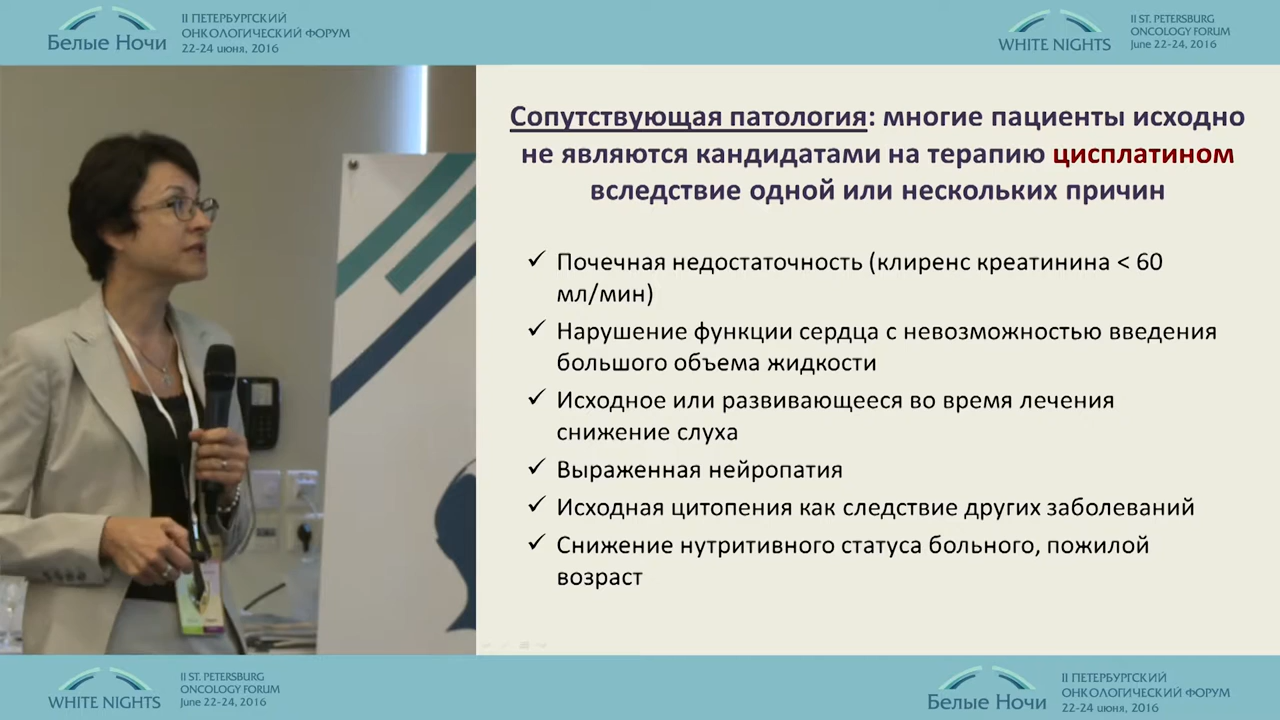 Белые Ночи
II ПЕТЕРБУРГСКИЙ
ОНКОЛОГИЧЕСКИЙ ФОРУМ
22-24 июня, 2016
WHITE NIGHTS
II ST. PETERSBURG
ONCOLOGY FORUM
June 22-24, 2016
Сопутствующая патология: многие пациенты исходно
не являются кандидатами на терапию цисплатином
вследствие одной или нескольких причин
✓ Почечная недостаточность (клиренс креатинина < 60
мл/мин)
✓ Нарушение функции сердца с невозможностью введения
большого объема жидкости
✓ Исходное или развивающееся во время лечения
снижение слуха
✓ Выраженная нейропатия
✓ Исходная цитопения как следствие других заболеваний
✓ Снижение нутритивного статуса больного, пожилой
возраст
WHITE NIGHTS
II ST. PETERSBURG
ONCOLOGY FORUM
June 22-24, 2016
Белые Ночи
II ПЕТЕРБУРГСКИЙ
ОНКОЛОГИЧЕСКИЙ ФОРУМ
22-24 июня, 2016